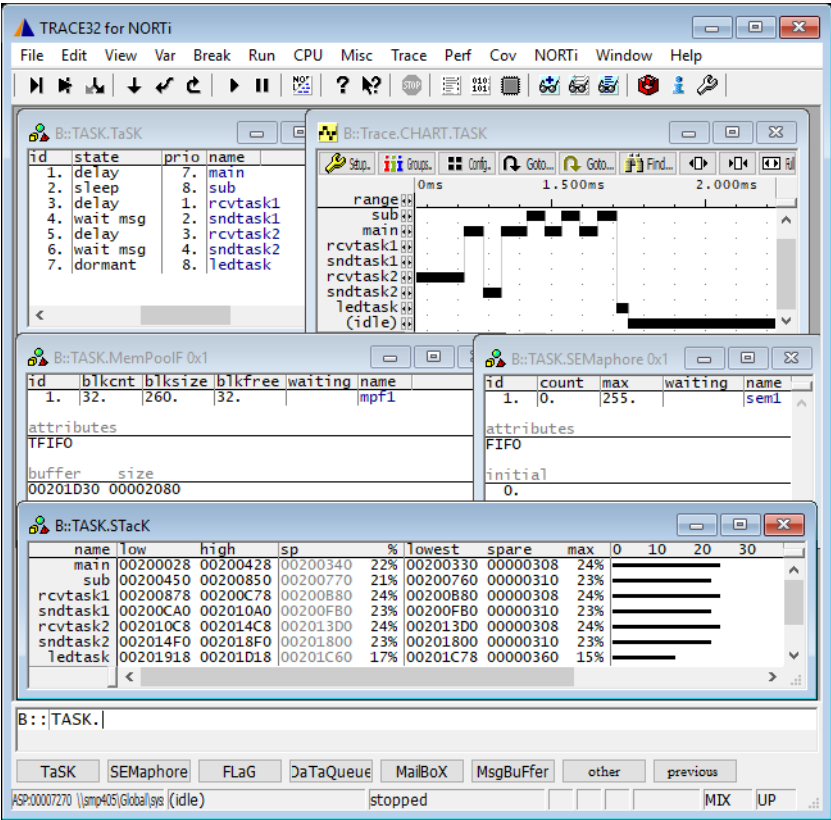 TRACE32 for NORTi
File Edit View Var Break Run CPU Misc Trace Perf Cov NORTi Window Help
B::TASK.TaSK
id state prio name
1. delay 7. main
2. sleep 8. sub
3. delay 1. rcvtask1
4. wait msg 2. sndtask1
5. delay 3. rcvtask2
6. wait msg 4. sndtask2
7. dormant 8. ledtask
B::Trace.CHART.TASK
Setup... Groups... Config... Goto... Goto... Find... Full
0ms 1.500ms 2.000ms
range
sub
main
rcvtask1
sndtask1
rcvtask2
sndtask2
ledtask
(idle)
B::TASK.MemPoolF 0x1
id blkcnt blksize blkfree waiting name
1. 32. 260. 32. mpf1
attributes
TFIFO
buffer size
00201D30 00002080
B::TASK.SEMaphore 0x1
id count max waiting name
1. 0. 255. sem1
attributes
FIFO
initial
0.
B::TASK.STacK
name low high sp % lowest spare max 0 10 20 30
main 00200028 00200428 00200340 22% 00200330 00000308 24%
sub 00200450 00200850 00200770 21% 00200760 00000310 23%
rcvtask1 00200878 00200C78 00200B80 24% 00200B80 00000308 24%
sndtask1 00200CA0 002010A0 00200FB0 23% 00200FB0 00000310 23%
rcvtask2 002010C8 002014C8 002013D0 24% 002013D0 00000308 24%
sndtask2 002014F0 002018F0 00201800 23% 00201800 00000310 23%
ledtask 00201918 00201D18 00201C60 17% 00201C78 00000360 15%
B::TASK.
TaSK SEMaphore FLaG DaTaQueue MailBoX MsgBuFfer other previous
ASP:00007270 \\smp405\Global\sys (idle) stopped MIX UP